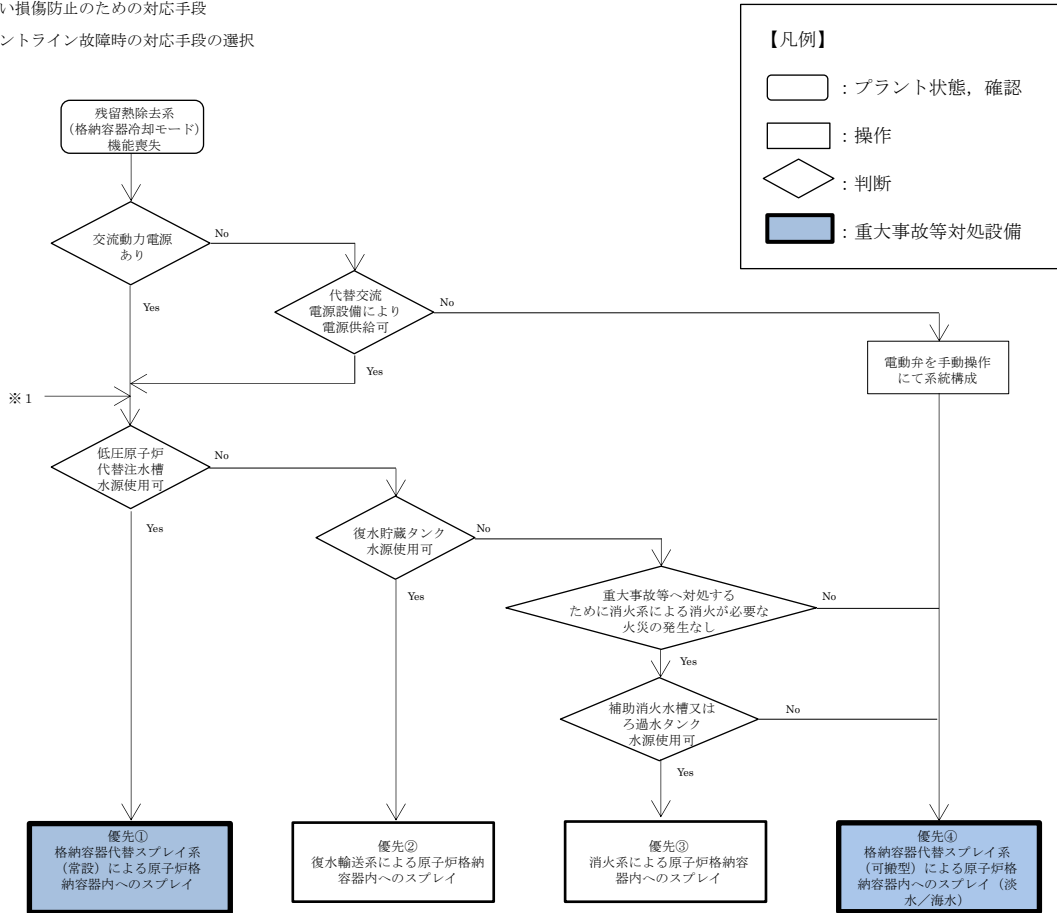 い損傷防止のための対応手段
ントライン故障時の対応手段の選択
【凡例】
：プラント状態，確認
：操作
：判断
：重大事故等対処設備
残留熱除去系
（格納容器冷却モード）
機能喪失
交流動力電源
あり
No
Yes
代替交流
電源設備により
電源供給可
No
Yes
電動弁を手動操作
にて系統構成
※１
低圧原子炉
代替注水槽
水源使用可
No
Yes
復水貯蔵タンク
水源使用可
No
Yes
重大事故等へ対処する
ために消火系による消火が必要な
火災の発生なし
No
Yes
補助消火水槽又は
ろ過水タンク
水源使用可
No
Yes
優先①
格納容器代替スプレイ系
（常設）による原子炉格
納容器内へのスプレイ
優先②
復水輸送系による原子炉格納
容器内へのスプレイ
優先③
消火系による原子炉格納容
器内へのスプレイ
優先④
格納容器代替スプレイ系
（可搬型）による原子炉格
納容器内へのスプレイ（淡
水／海水）